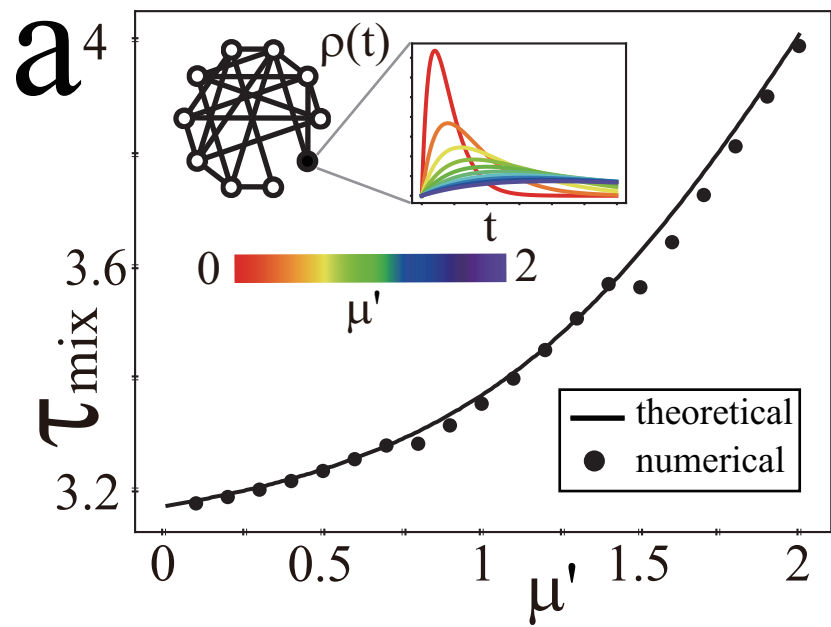 a
4
3.6
3.2
τmix
ρ(t)
t
0
2
μ'
theoretical
numerical
0
0.5
1
1.5
2
μ'